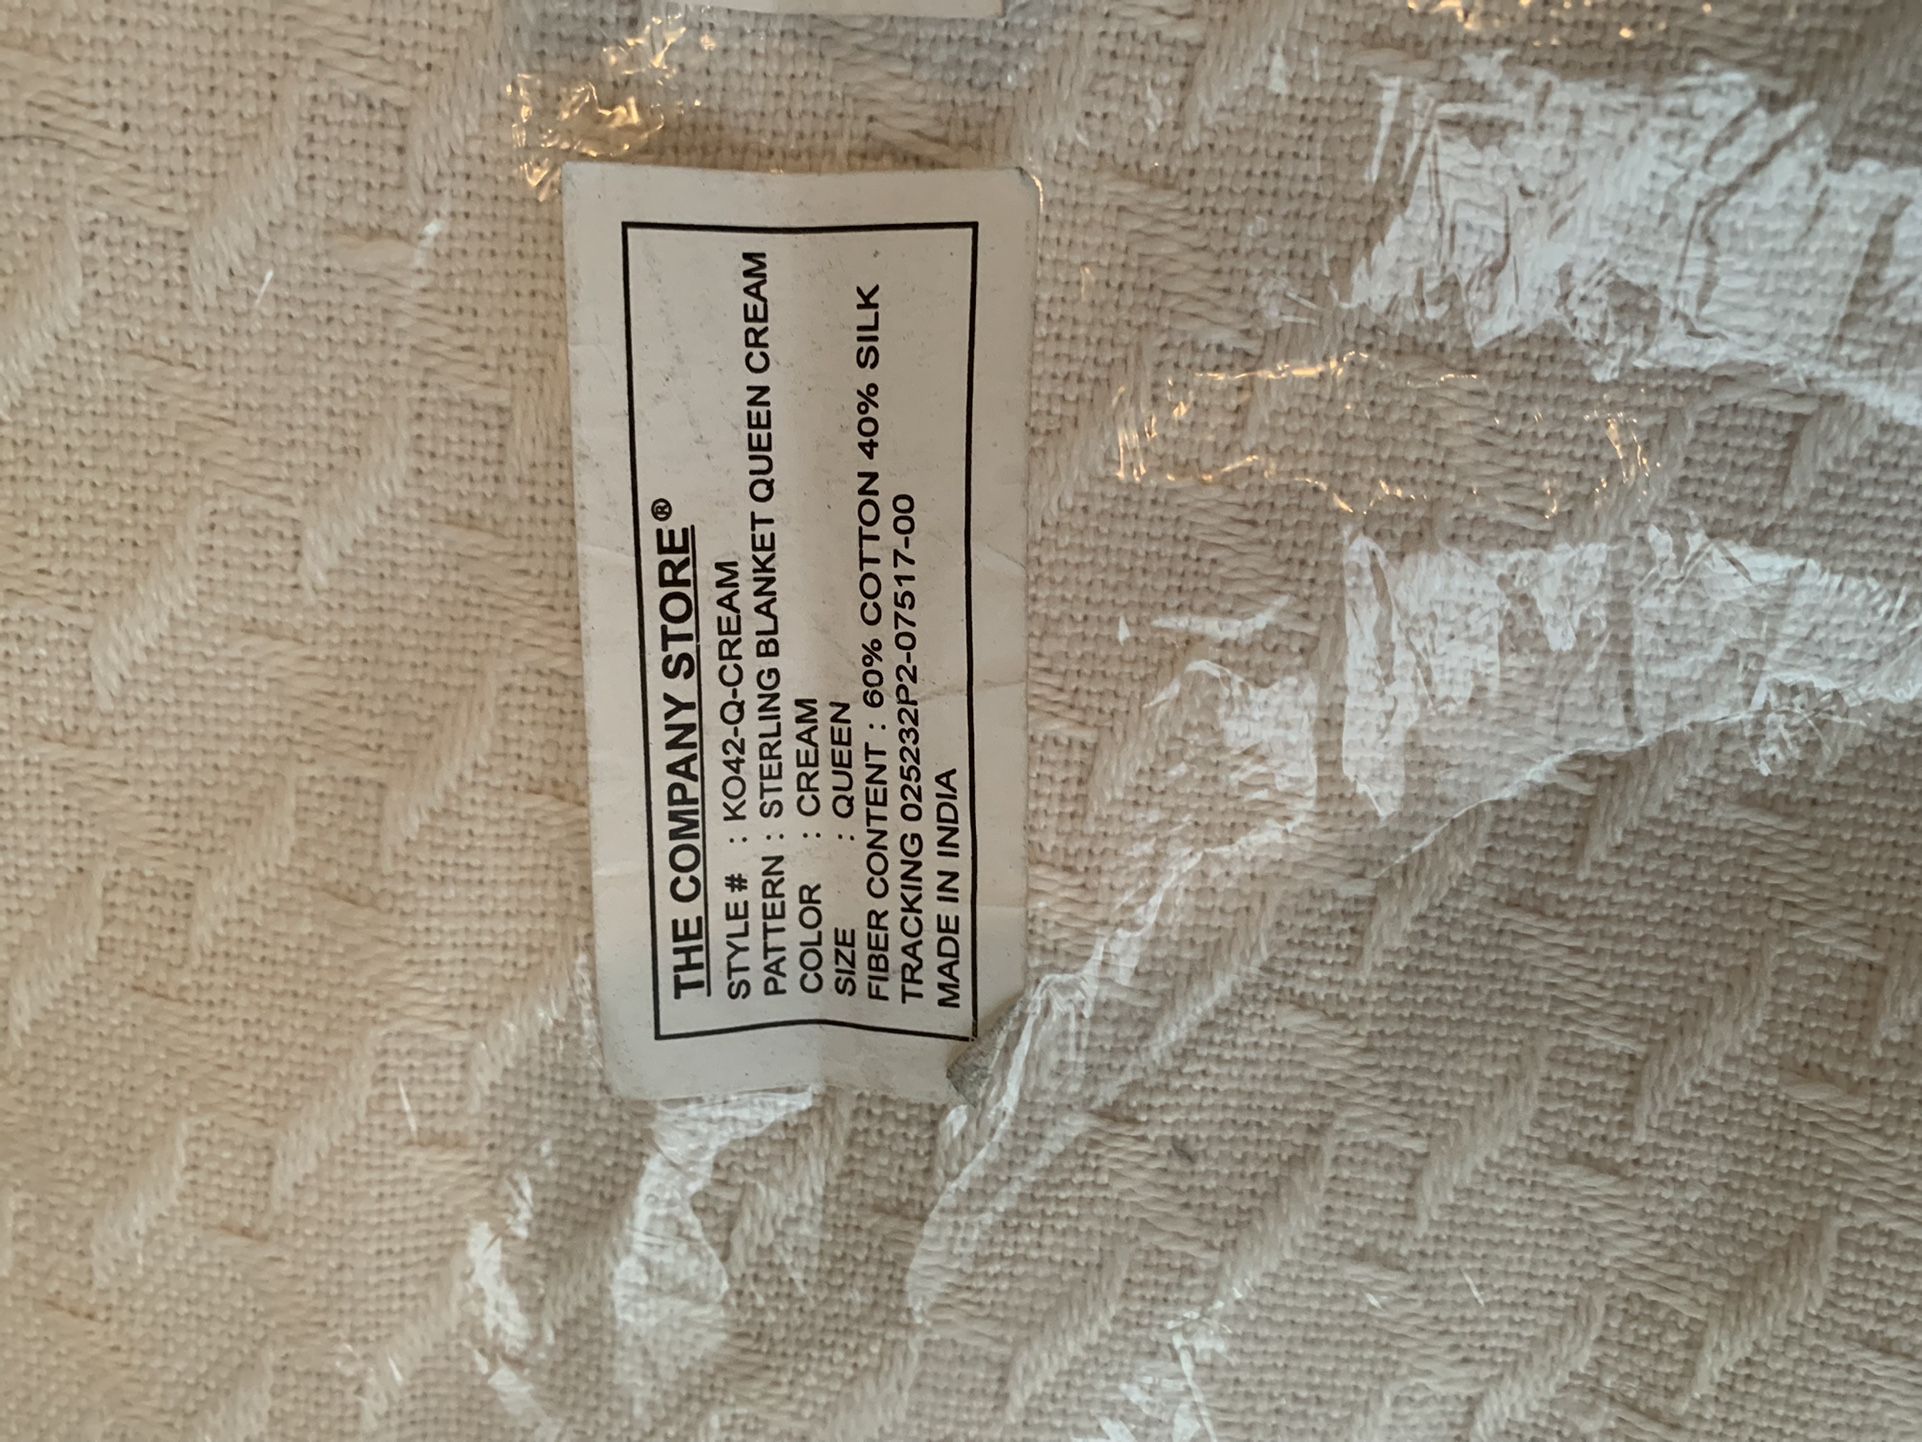 THE COMPANY STORE®
STYLE # : KO42-Q-CREAM
PATTERN : STERLING BLANKET QUEEN CREAM
COLOR : CREAM
SIZE : QUEEN
FIBER CONTENT : 60% COTTON 40% SILK
TRACKING 025232P2-07517-00
MADE IN INDIA